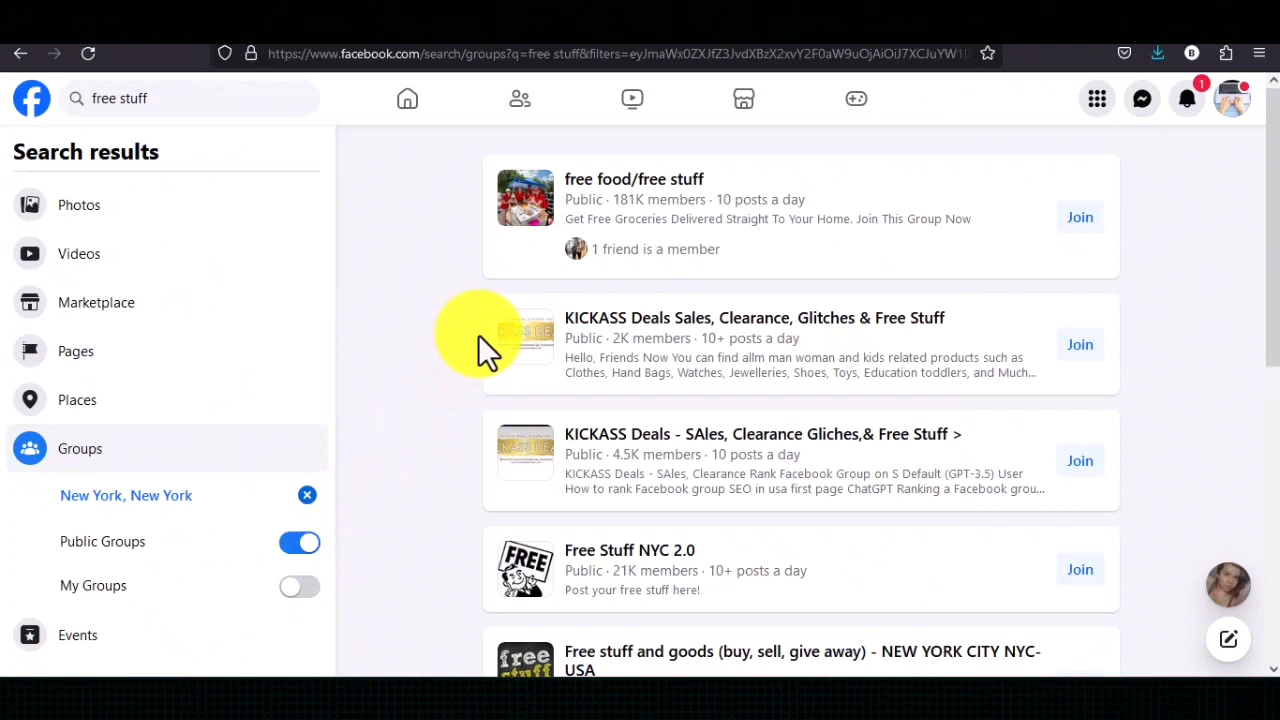 https://www.facebook.com/search/groups?q=free stuff&filters=eyJmaWx0ZXJfZ3JvdXBzX2xvY2F0aW9uOjAiOiJ7XCJuYW1l
B
free stuff
1
Search results
Photos
Videos
Marketplace
Pages
Places
Groups
New York, New York
Public Groups
My Groups
Events
free food/free stuff
Public · 181K members · 10 posts a day
Get Free Groceries Delivered Straight To Your Home. Join This Group Now
1 friend is a member
Join
KICKASS Deals Sales, Clearance, Glitches & Free Stuff
Public · 2K members · 10+ posts a day
Hello, Friends Now You can find allm man woman and kids related products such as
Clothes, Hand Bags, Watches, Jewelleries, Shoes, Toys, Education toddlers, and Much...
Join
KICKASS Deals - SAles, Clearance Gliches,& Free Stuff >
Public · 4.5K members · 10 posts a day
KICKASS Deals - SAles, Clearance Rank Facebook Group on S Default (GPT-3.5) User
How to rank Facebook group SEO in usa first page ChatGPT Ranking a Facebook grou...
Join
FREE
Free Stuff NYC 2.0
Public · 21K members · 10+ posts a day
Post your free stuff here!
Join
free
stuff
Free stuff and goods (buy, sell, give away) - NEW YORK CITY NYC-
USA